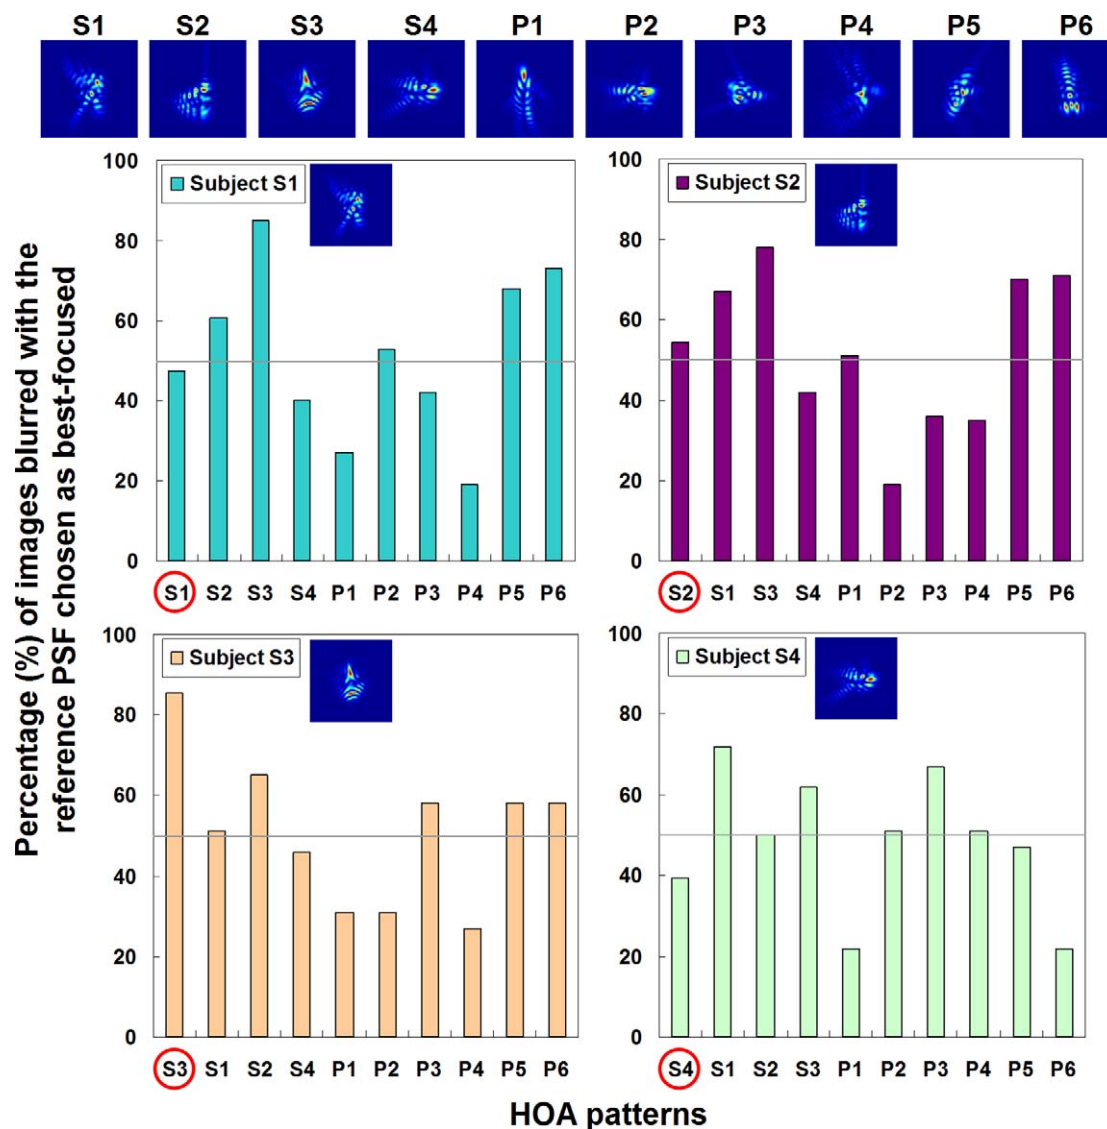 S1 S2 S3 S4 P1 P2 P3 P4 P5 P6
Percentage (%) of images blurred with the
reference PSF chosen as best-focused
100
80
60
40
20
0
Subject S1
S1 S2 S3 S4 P1 P2 P3 P4 P5 P6
100
80
60
40
20
0
Subject S2
S2 S1 S3 S4 P1 P2 P3 P4 P5 P6
100
80
60
40
20
0
Subject S3
S3 S1 S2 S4 P1 P2 P3 P4 P5 P6
100
80
60
40
20
0
Subject S4
S4 S1 S2 S3 P1 P2 P3 P4 P5 P6
HOA patterns